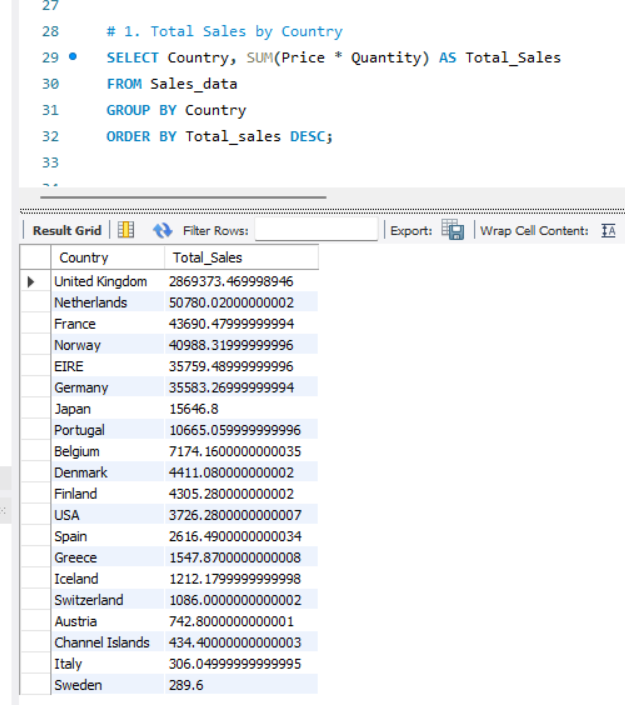 27
28 # 1. Total Sales by Country
29 SELECT Country, SUM(Price * Quantity) AS Total_Sales
30 FROM Sales_data
31 GROUP BY Country
32 ORDER BY Total_sales DESC;
33
Result Grid Filter Rows: Export: Wrap Cell Content: IA
Country Total_Sales
United Kingdom 2869373.469998946
Netherlands 50780.02000000002
France 43690.47999999994
Norway 40988.31999999996
EIRE 35759.48999999996
Germany 35583.26999999994
Japan 15646.8
Portugal 10665.059999999996
Belgium 7174.1600000000035
Denmark 4411.080000000002
Finland 4305.280000000002
USA 3726.2800000000007
Spain 2616.4900000000034
Greece 1547.8700000000008
Iceland 1212.1799999999998
Switzerland 1086.0000000000002
Austria 742.8000000000001
Channel Islands 434.40000000000003
Italy 306.04999999999995
Sweden 289.6